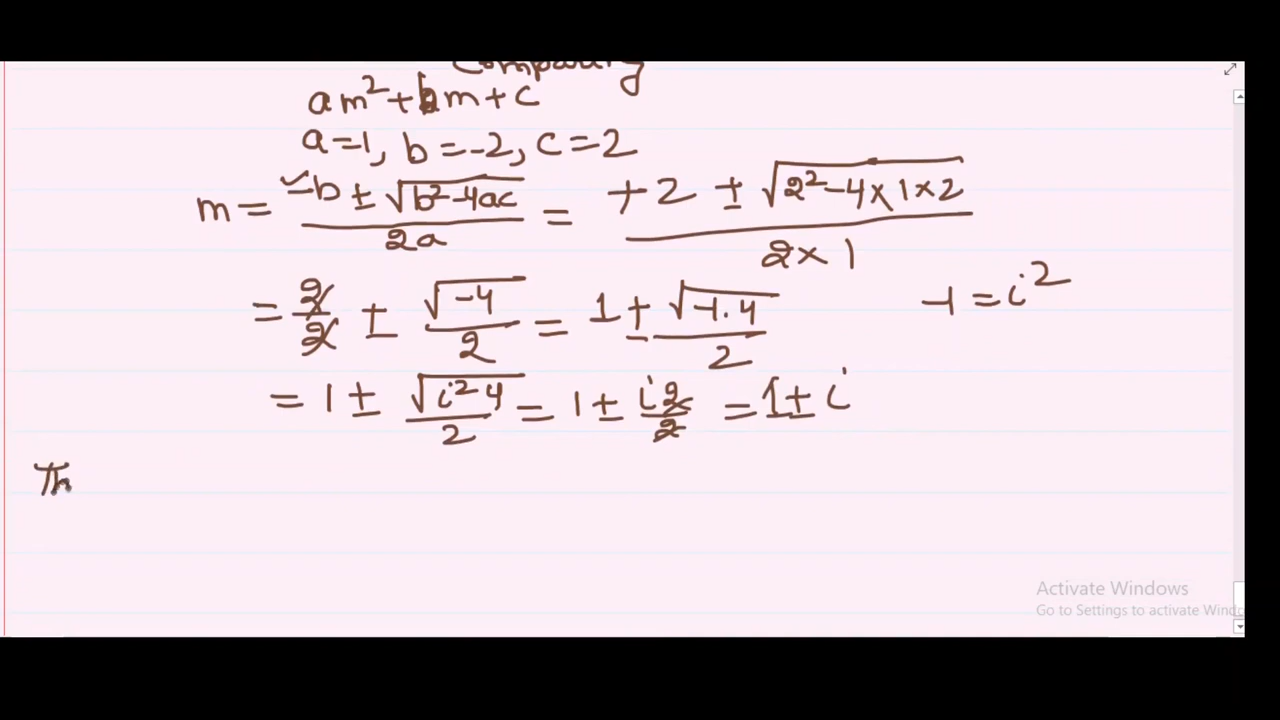 Comparing
am²+bm+c
a=1, b=-2, c=2
m = -b ± √b²-4ac / 2a = +2 ± √2²-4×1×2 / 2×1
= 2/2 ± √-4 / 2 = 1 ± √-1.4 / 2 -1 = i²
= 1 ± √i²4 / 2 = 1 ± i2/2 = 1 ± i
Th
Activate Windows
Go to Settings to activate Windo